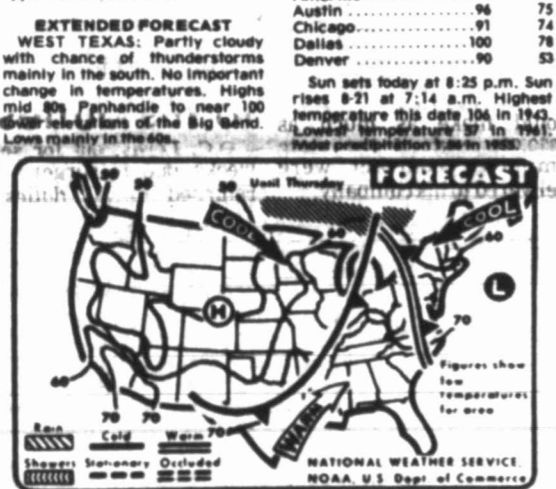 EXTENDED FORECAST
WEST TEXAS: Partly cloudy
with chance of thunderstorms
mainly in the south. No important
change in temperatures. Highs
mid 80s Panhandle to near 100
lower elevations of the Big Bend.
Lows mainly in the 60s.
Austin 96 75
Chicago 91 74
Dallas 100 78
Denver 90 53
Sun sets today at 8:25 p.m. Sun
rises 8-21 at 7:14 a.m. Highest
temperature this date 106 in 1943.
Lowest temperature 57 in 1961.
Most precipitation in 1955.
Until Thursday
FORECAST
50
50
50
COOL
60
COOL
60
H
L
70
60
70
70
70
WARM
Figures show
low
temperatures
for area
Rain Cold Warm
Showers Stationary Occluded
NATIONAL WEATHER SERVICE,
NOAA, U.S. Dept. of Commerce